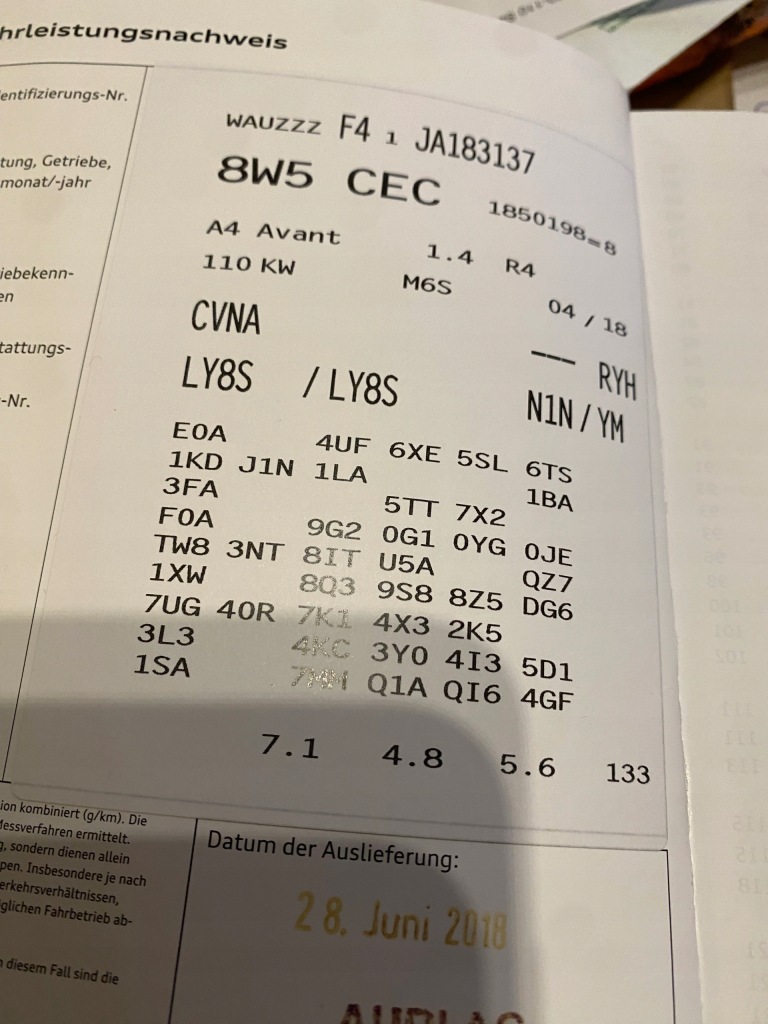 hrleistungsnachweis
entifizierungs-Nr.
WAUZZZ F4 1 JA183137
tung, Getriebe,
monat/-jahr
8W5 CEC 1850198=8
A4 Avant 1.4 R4
110 KW M6S 04 / 18
iebekenn-
en
CVNA --- RYH
tattungs-
LY8S / LY8S N1N / YM
-Nr.
E0A 4UF 6XE 5SL 6TS
1KD J1N 1LA 1BA
3FA 5TT 7X2
F0A 9G2 0G1 0YG 0JE
TW8 3NT 8IT U5A QZ7
1XW 8Q3 9S8 8Z5 DG6
7UG 40R 7K1 4X3 2K5
3L3 4KC 3Y0 4I3 5D1
1SA 7MM Q1A QI6 4GF
7.1 4.8 5.6 133
ion kombiniert (g/km). Die
Messverfahren ermittelt.
g, sondern dienen allein
pen. Insbesondere je nach
erkehrsverhältnissen,
glichen Fahrbetrieb ab-
n diesem Fall sind die
Datum der Auslieferung:
28. Juni 2018